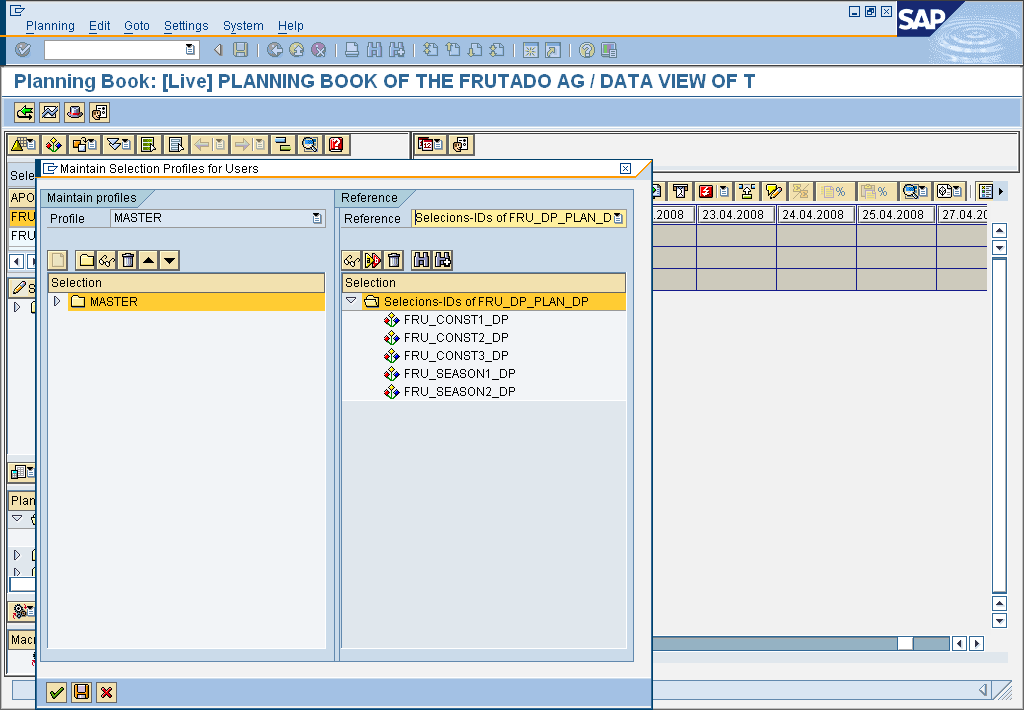 Planning Edit Goto Settings System Help
SAP
Planning Book: [Live] PLANNING BOOK OF THE FRUTADO AG / DATA VIEW OF T
Maintain Selection Profiles for Users
Sele
APO
FRU
FRU
S
Plan
Macr
Maintain profiles
Profile MASTER
Selection
MASTER
Reference
Reference Selecions-IDs of FRU_DP_PLAN_D
Selection
Selecions-IDs of FRU_DP_PLAN_DP
FRU_CONST1_DP
FRU_CONST2_DP
FRU_CONST3_DP
FRU_SEASON1_DP
FRU_SEASON2_DP
.2008 23.04.2008 24.04.2008 25.04.2008 27.04.20